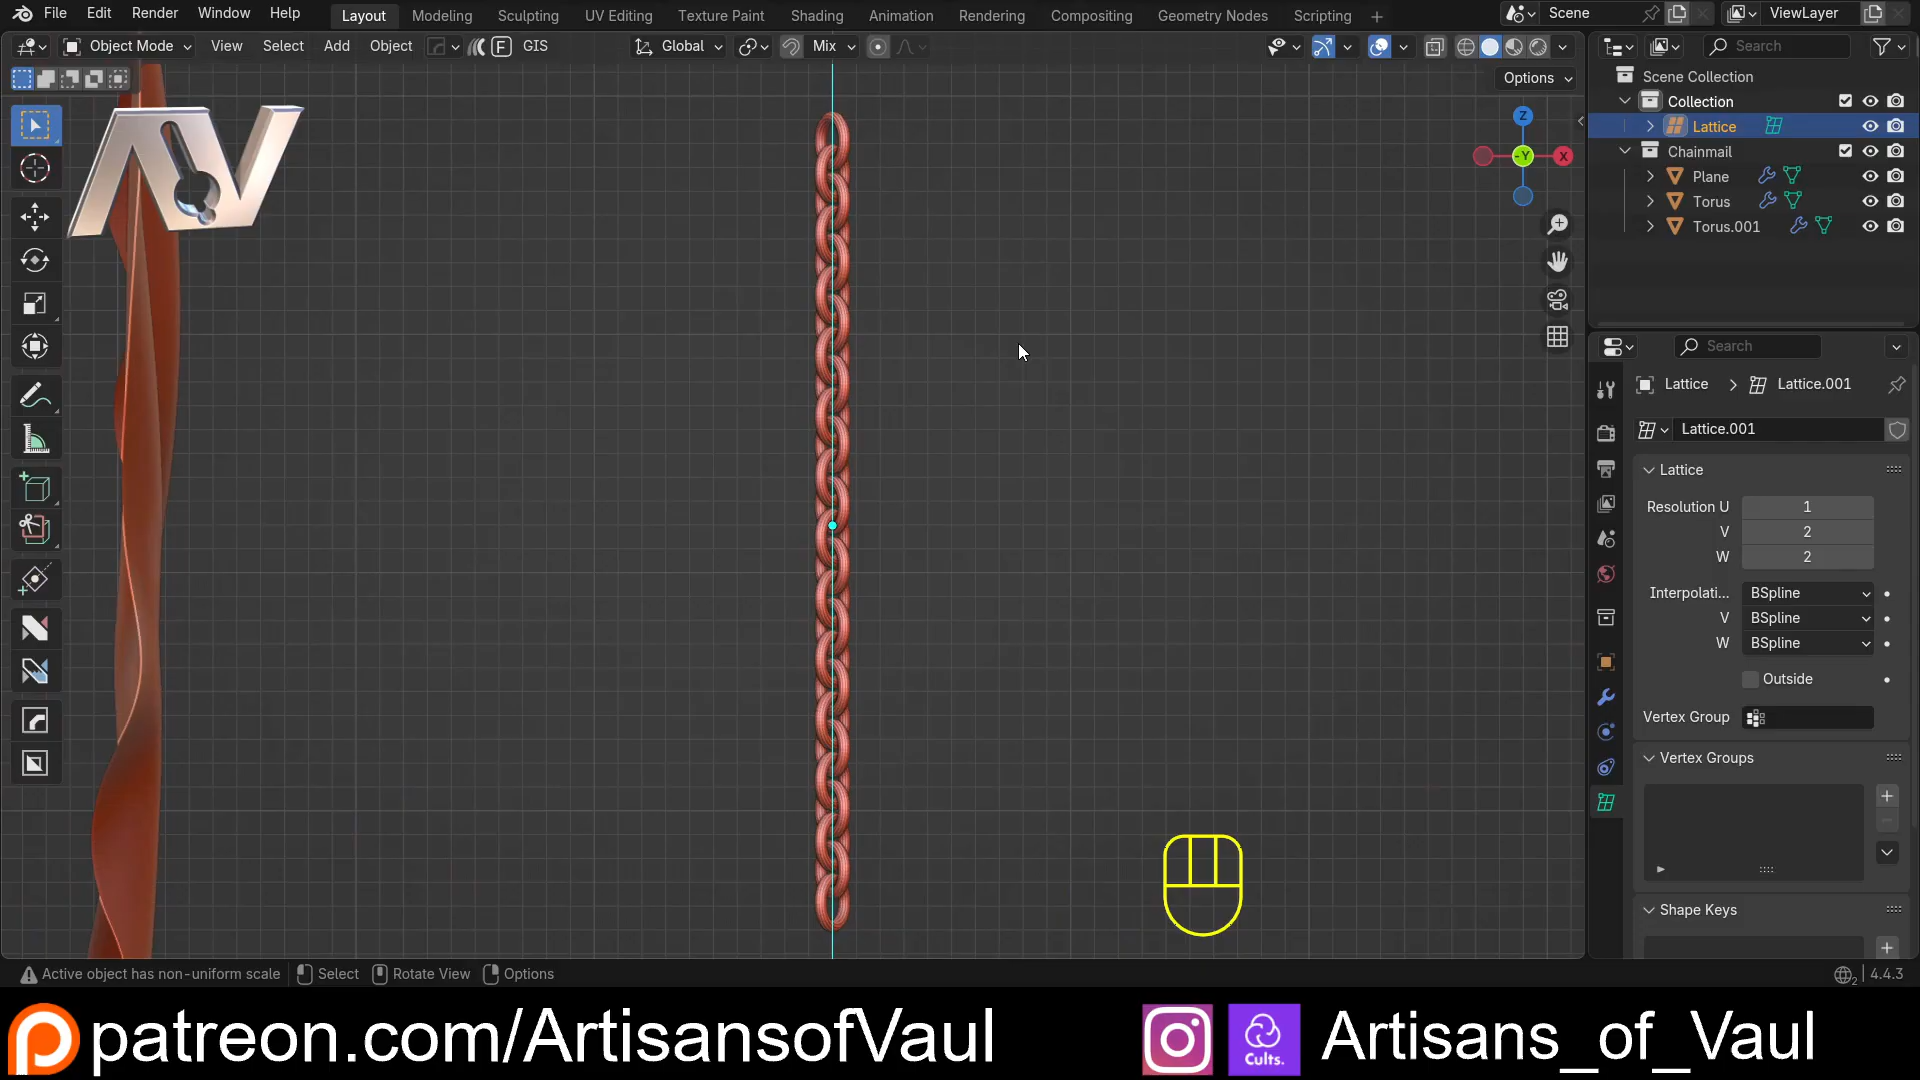 File Edit Render Window Help Layout Modeling Sculpting UV Editing Texture Paint Shading Animation Rendering Compositing Geometry Nodes Scripting + Scene ViewLayer
Object Mode View Select Add Object F GIS Global Mix Search
Options
Scene Collection
Collection
Lattice
Chainmail
Plane
Torus
Torus.001
Z
-Y
X
AV
Search
Lattice Lattice.001
Lattice.001
Lattice
Resolution U 1
V 2
W 2
Interpolati... BSpline
V BSpline
W BSpline
Outside
Vertex Group
Vertex Groups
Shape Keys
Active object has non-uniform scale Select Rotate View Options 2 4.4.3
patreon.com/ArtisansofVaul Cults. Artisans_of_Vaul